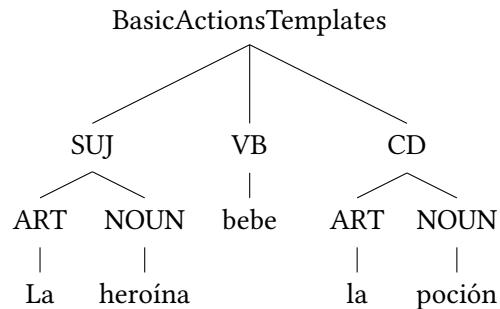 BasicActionsTemplates
SUJ VB CD
ART NOUN bebe ART NOUN
La heroína la poción